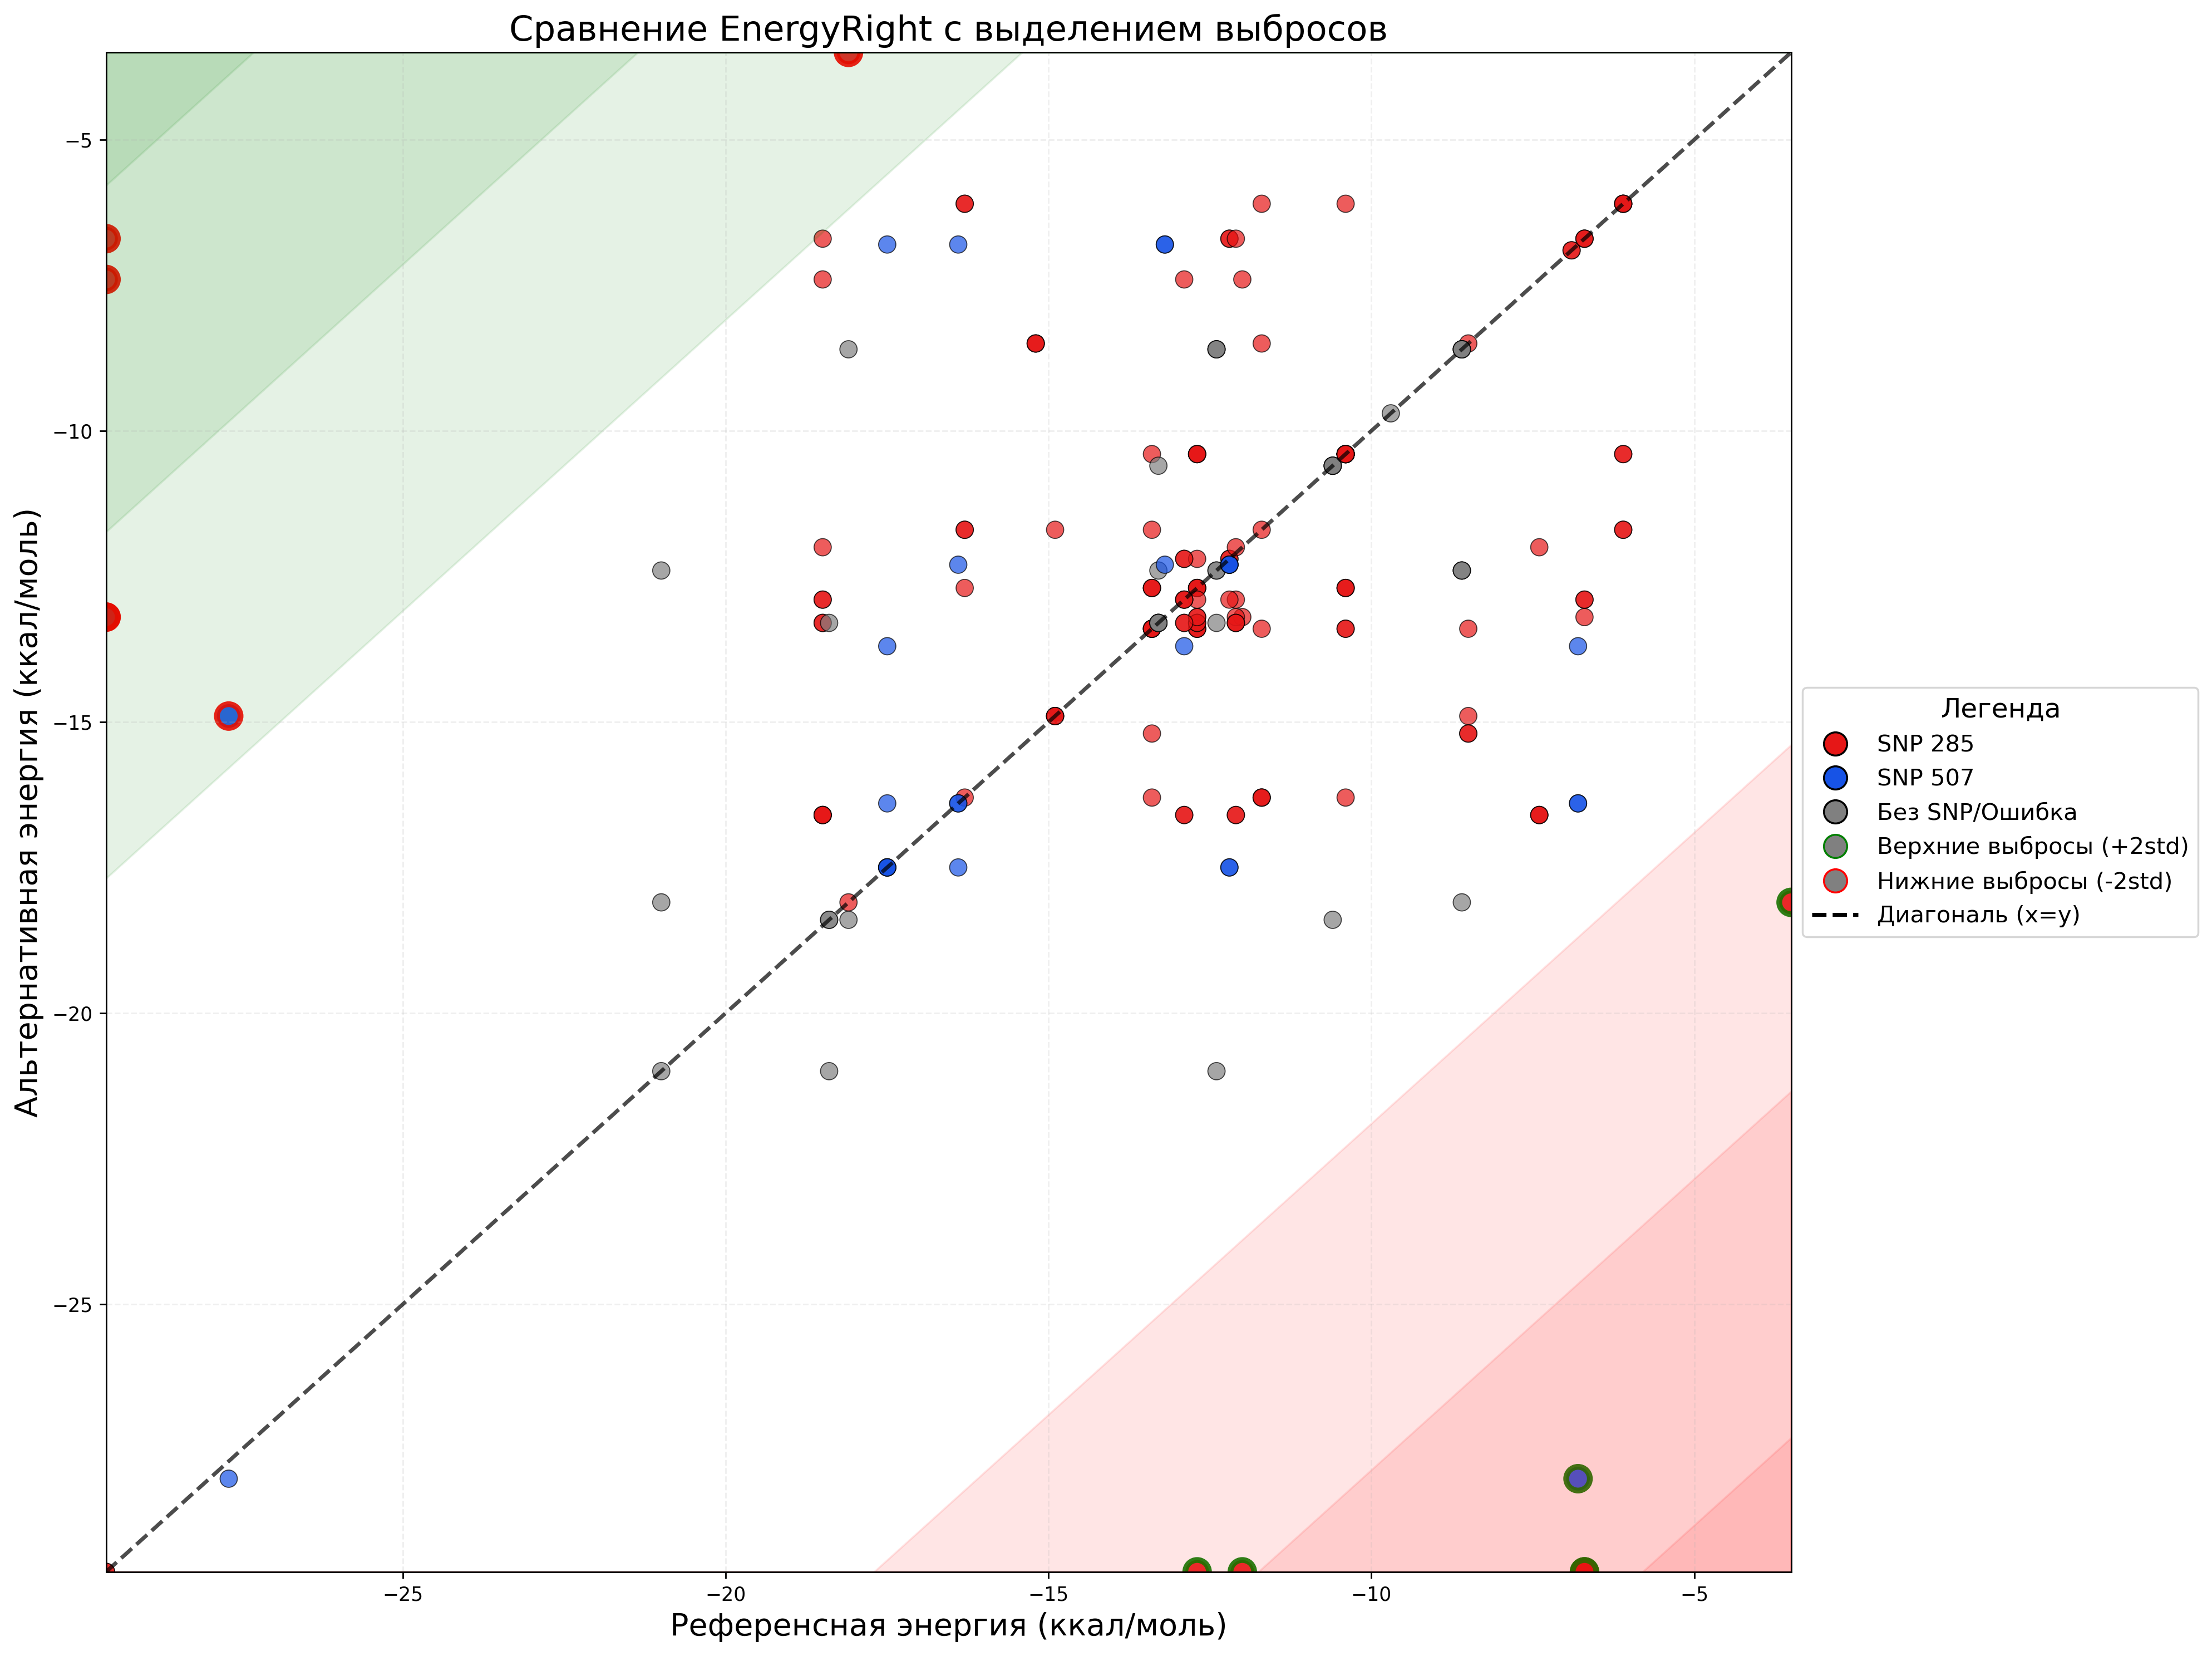 Сравнение EnergyRight с выделением выбросов
Альтернативная энергия (ккал/моль)
−5
−10
−15
−20
−25
−25
−20
−15
−10
−5
Референсная энергия (ккал/моль)
Легенда
SNP 285
SNP 507
Без SNP/Ошибка
Верхние выбросы (+2std)
Нижние выбросы (-2std)
Диагональ (x=y)